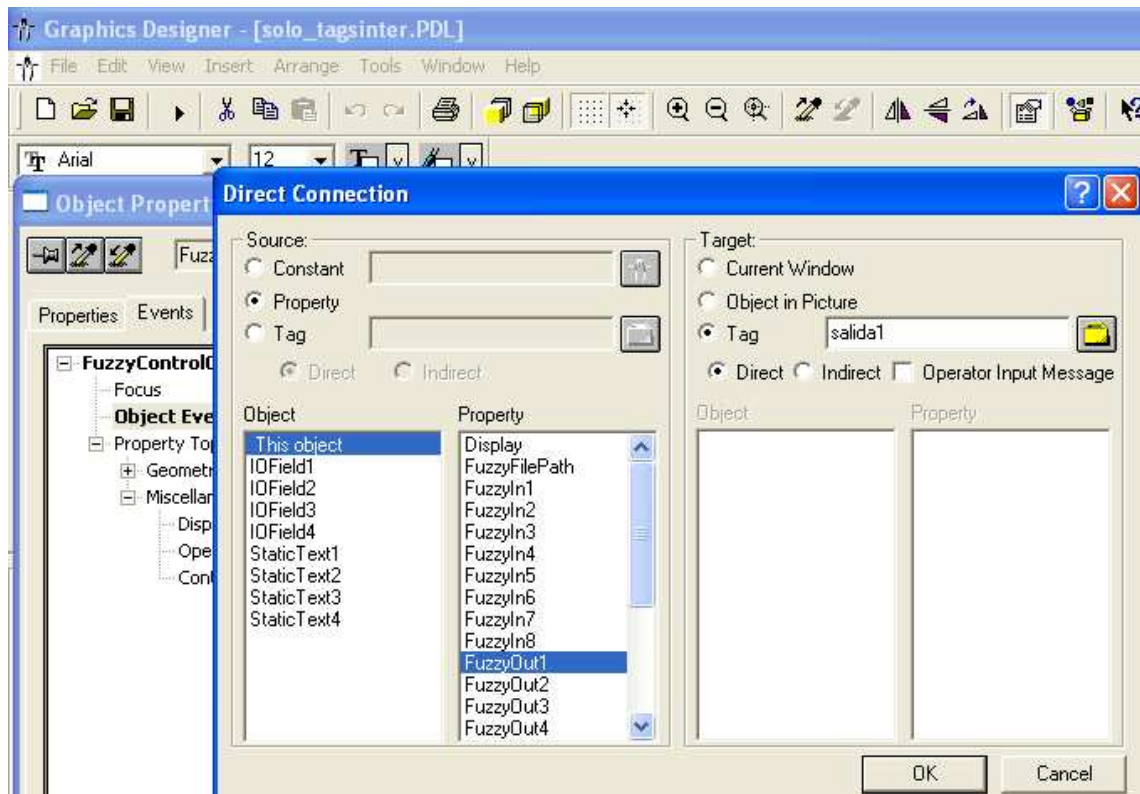 Graphics Designer - [solo_tagsinter.PDL]
File Edit View Insert Arrange Tools Window Help
Arial 12
Object Propert
Direct Connection
Fuzz
Properties Events
FuzzyControlO
Focus
Object Eve
Property To
Geometr
Miscellar
Disp
Ope
Cont
Source:
Constant
Property
Tag
Direct Indirect
Object Property
This object
IOField1
IOField2
IOField3
IOField4
StaticText1
StaticText2
StaticText3
StaticText4
Display
FuzzyFilePath
FuzzyIn1
FuzzyIn2
FuzzyIn3
FuzzyIn4
FuzzyIn5
FuzzyIn6
FuzzyIn7
FuzzyIn8
FuzzyOut1
FuzzyOut2
FuzzyOut3
FuzzyOut4
Target:
Current Window
Object in Picture
Tag salida1
Direct Indirect Operator Input Message
Object Property
OK Cancel